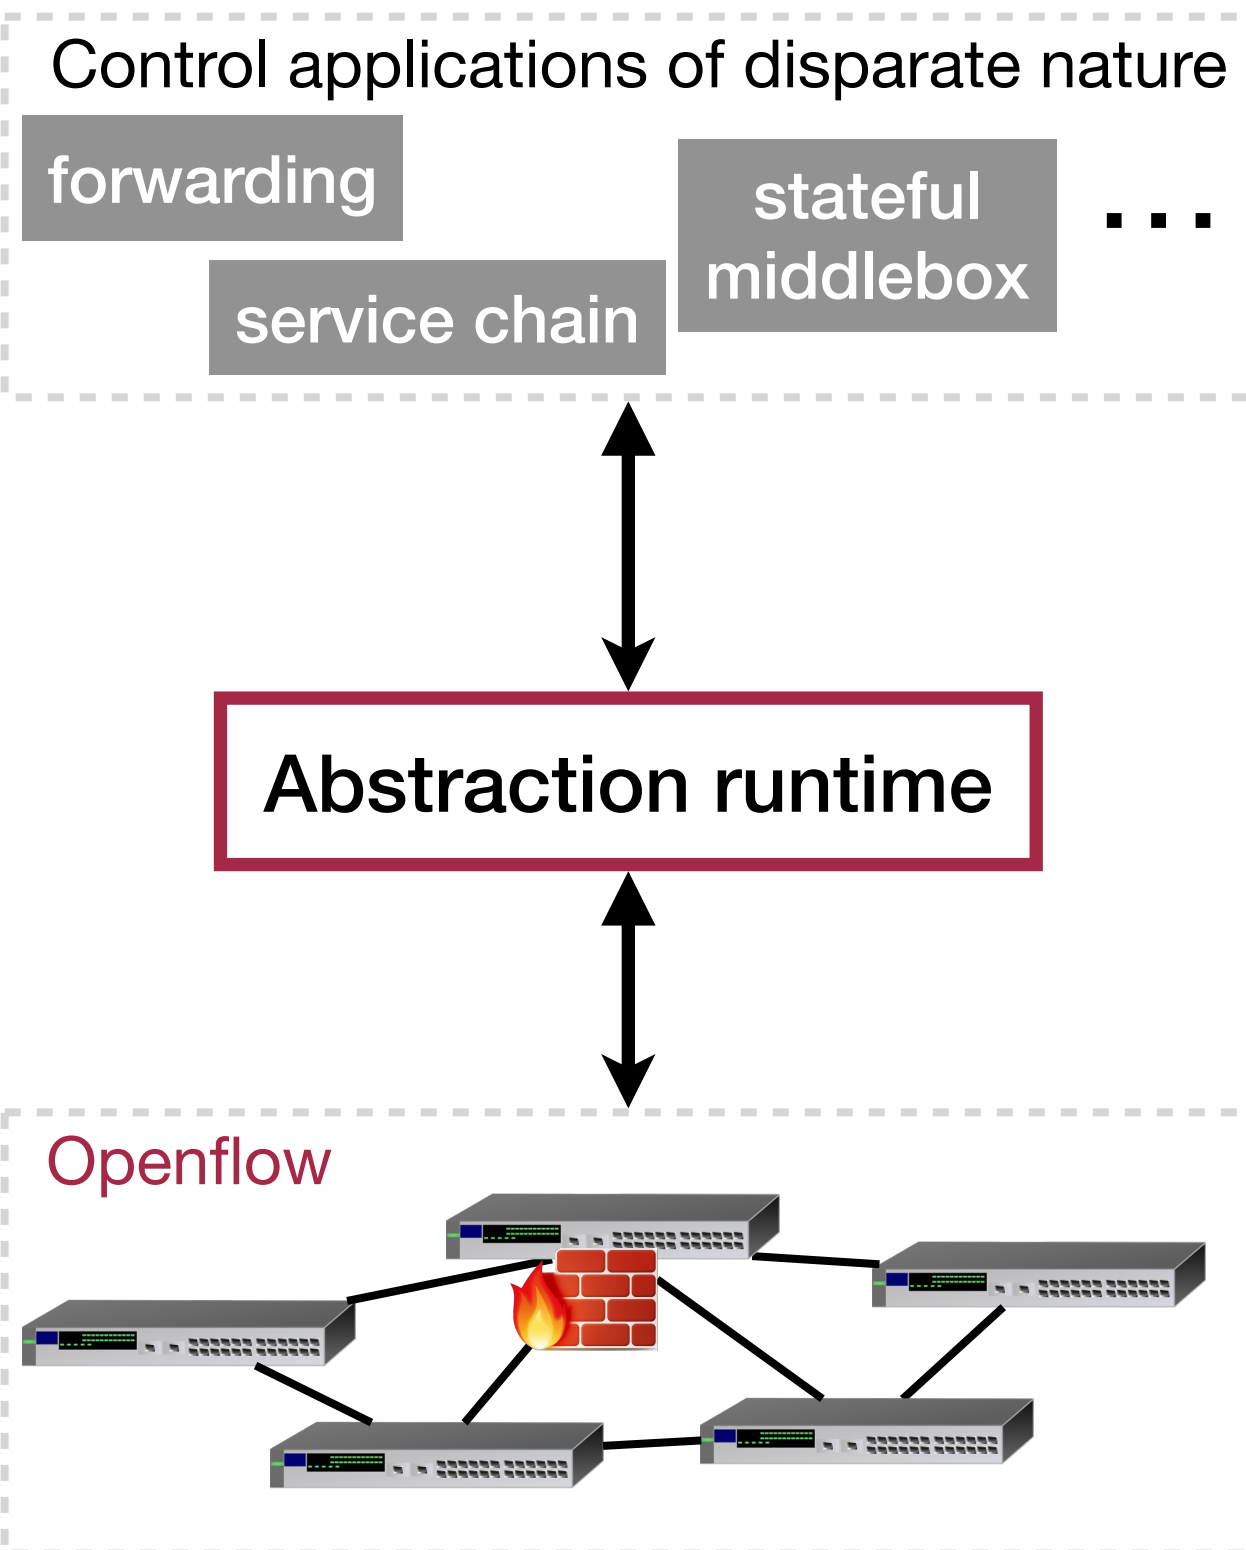 Control applications of disparate nature
forwarding
stateful
middlebox
...
service chain
Abstraction runtime
Openflow